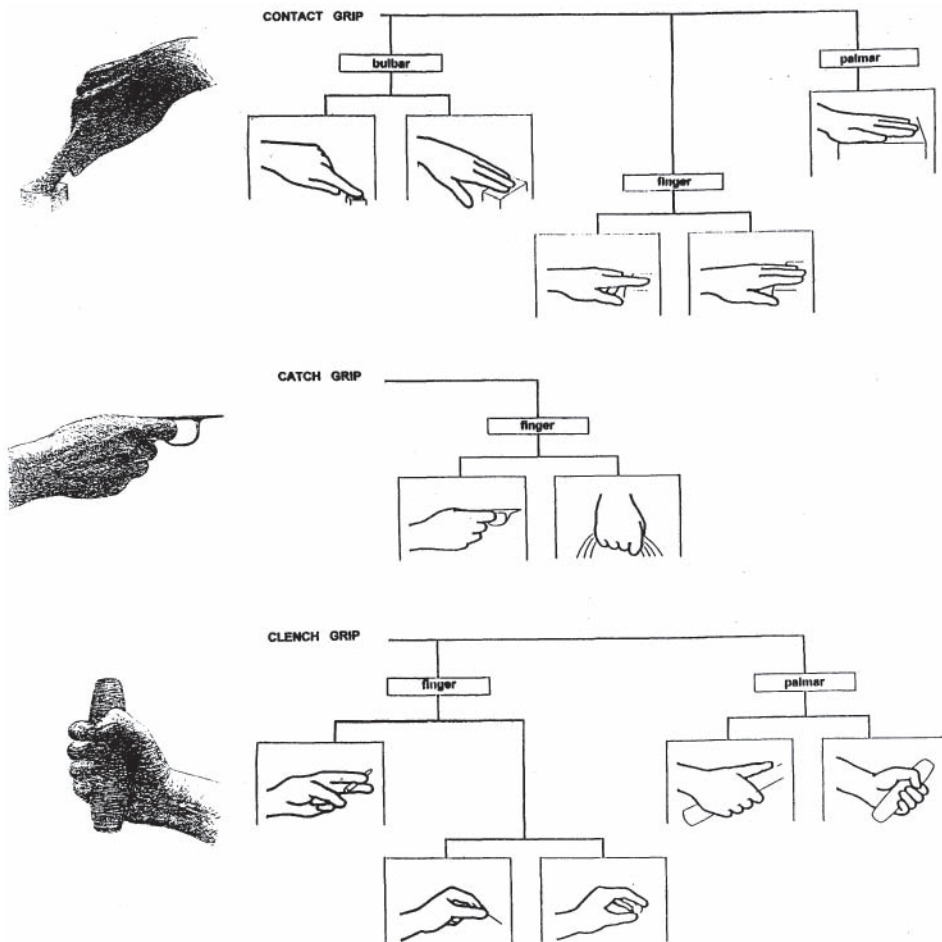 CONTACT GRIP
bulbar
palmar
finger
CATCH GRIP
finger
CLENCH GRIP
finger
palmar